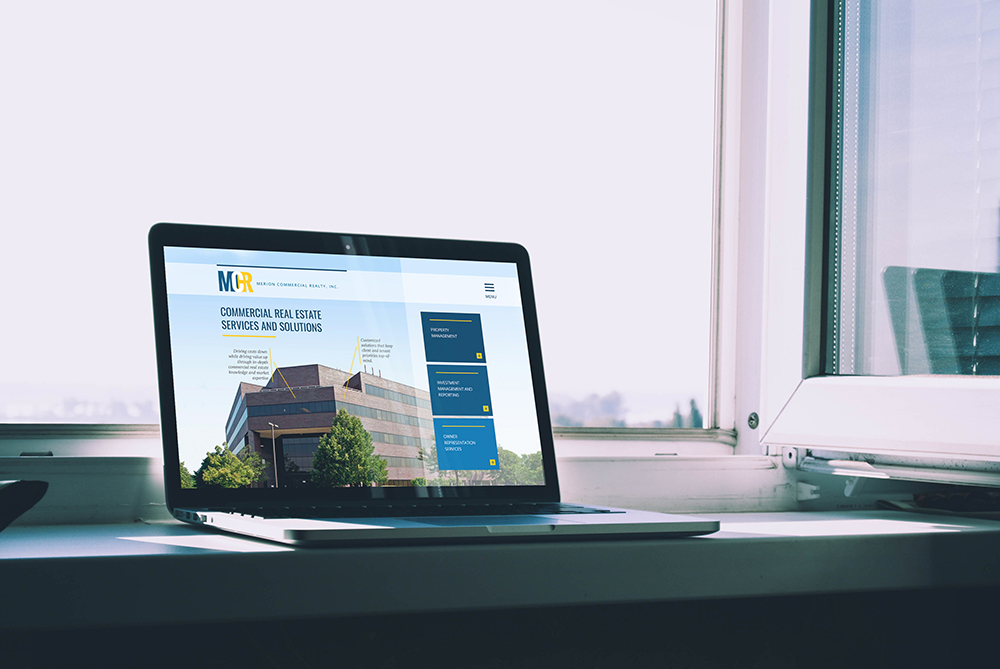 MCR MERION COMMERCIAL REALTY, INC.
MENU
COMMERCIAL REAL ESTATE
SERVICES AND SOLUTIONS
Driving costs down
while driving value up
through in-depth
commercial real estate
knowledge and market
expertise
Customized
solutions that keep
client and tenant
priorities top-of-
mind.
PROPERTY
MANAGEMENT
+
INVESTMENT
MANAGEMENT AND
REPORTING
+
OWNER
REPRESENTATION
SERVICES
+